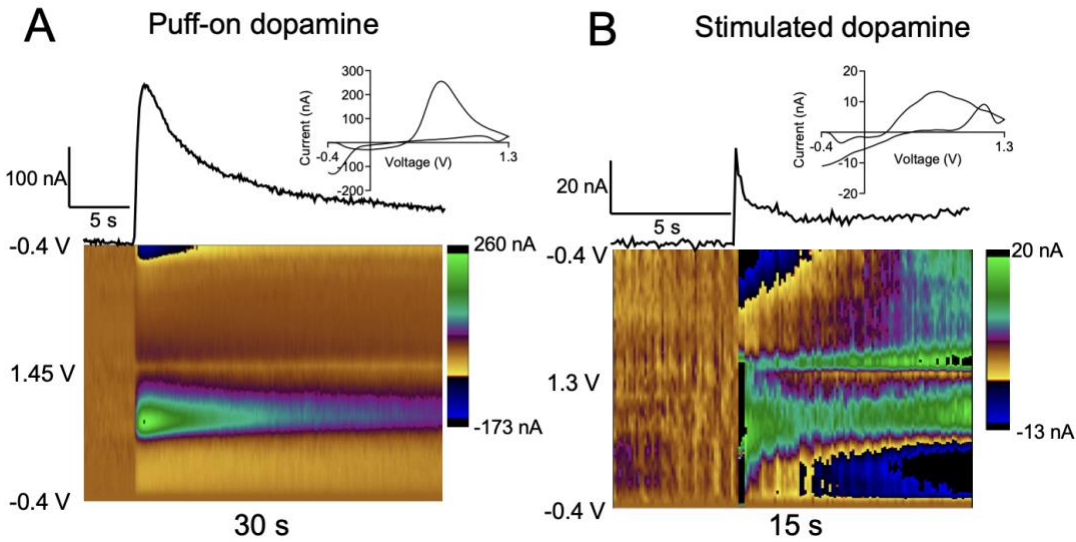 A
Puff-on dopamine
Current (nA)
300
200
100
-100
-200
-0.4
Voltage (V)
1.3
100 nA
5 s
-0.4 V
1.45 V
-0.4 V
260 nA
-173 nA
30 s
B
Stimulated dopamine
Current (nA)
20
10
-10
-20
-0.4
Voltage (V)
1.3
20 nA
5 s
-0.4 V
1.3 V
-0.4 V
20 nA
-13 nA
15 s